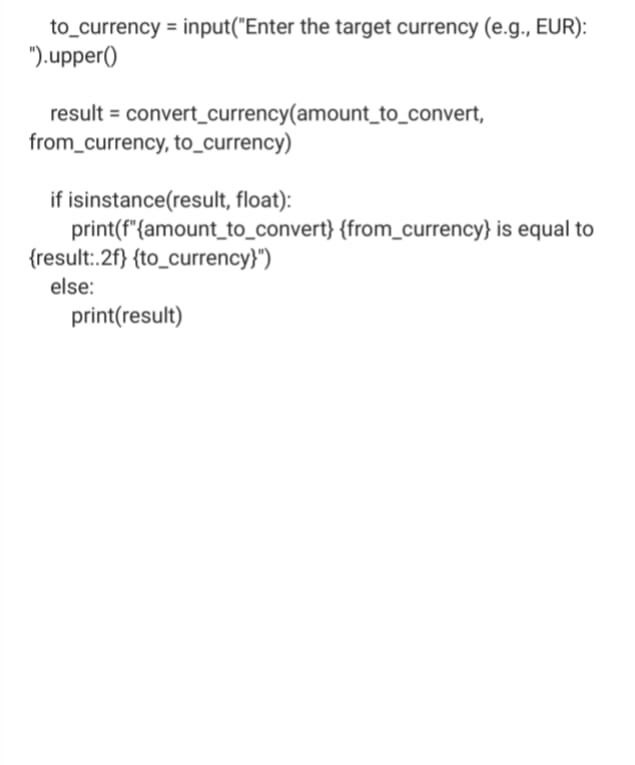 to_currency = input("Enter the target currency (e.g., EUR):
").upper()
result = convert_currency(amount_to_convert,
from_currency, to_currency)
if isinstance(result, float):
print(f"{amount_to_convert} {from_currency} is equal to
{result:.2f} {to_currency}")
else:
print(result)